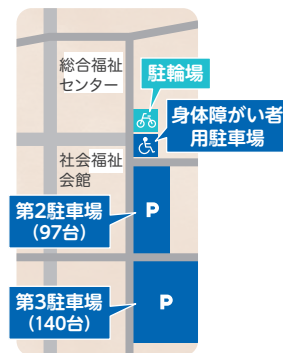 総合福祉
センター
駐輪場
身体障がい者
用駐車場
社会福祉
会館
第2駐車場
(97台)
P
第3駐車場
(140台)
P